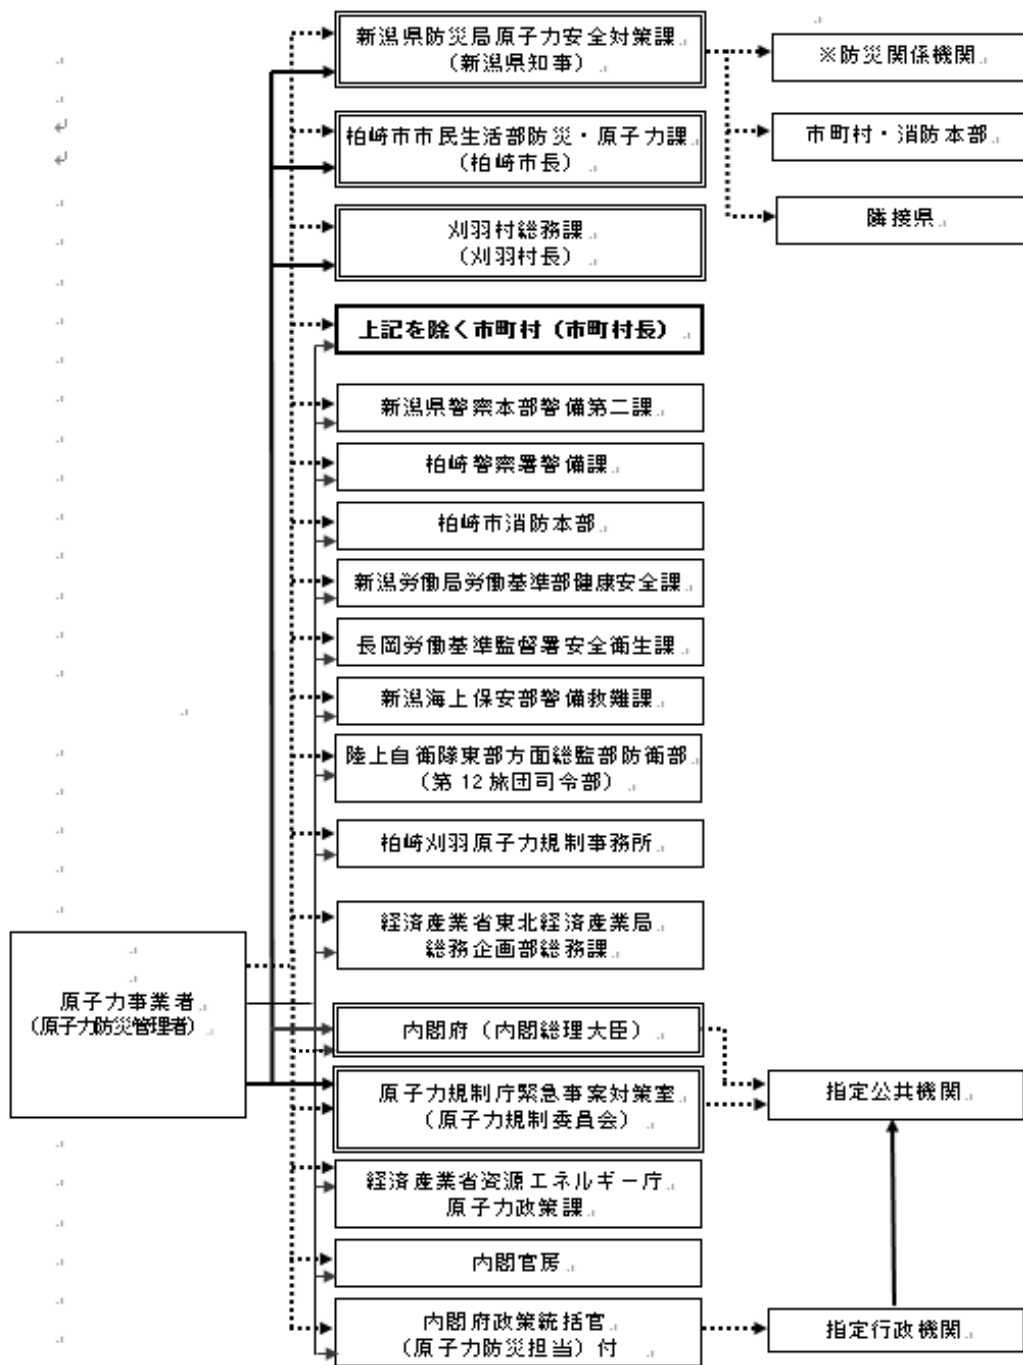 新潟県防災局原子力安全対策課
（新潟県知事）
※防災関係機関
柏崎市市民生活部防災・原子力課
（柏崎市長）
市町村・消防本部
刈羽村総務課
（刈羽村長）
隣接県
上記を除く市町村（市町村長）
新潟県警察本部警備第二課
柏崎警察署警備課
柏崎市消防本部
新潟労働局労働基準部健康安全課
長岡労働基準監督署安全衛生課
新潟海上保安部警備救難課
陸上自衛隊東部方面総監部防衛部
（第12旅団司令部）
柏崎刈羽原子力規制事務所
経済産業省東北経済産業局
総務企画部総務課
原子力事業者
（原子力防災管理者）
内閣府（内閣総理大臣）
原子力規制庁緊急事案対策室
（原子力規制委員会）
指定公共機関
経済産業省資源エネルギー庁
原子力政策課
内閣官房
内閣府政策統括官
（原子力防災担当）付
指定行政機関